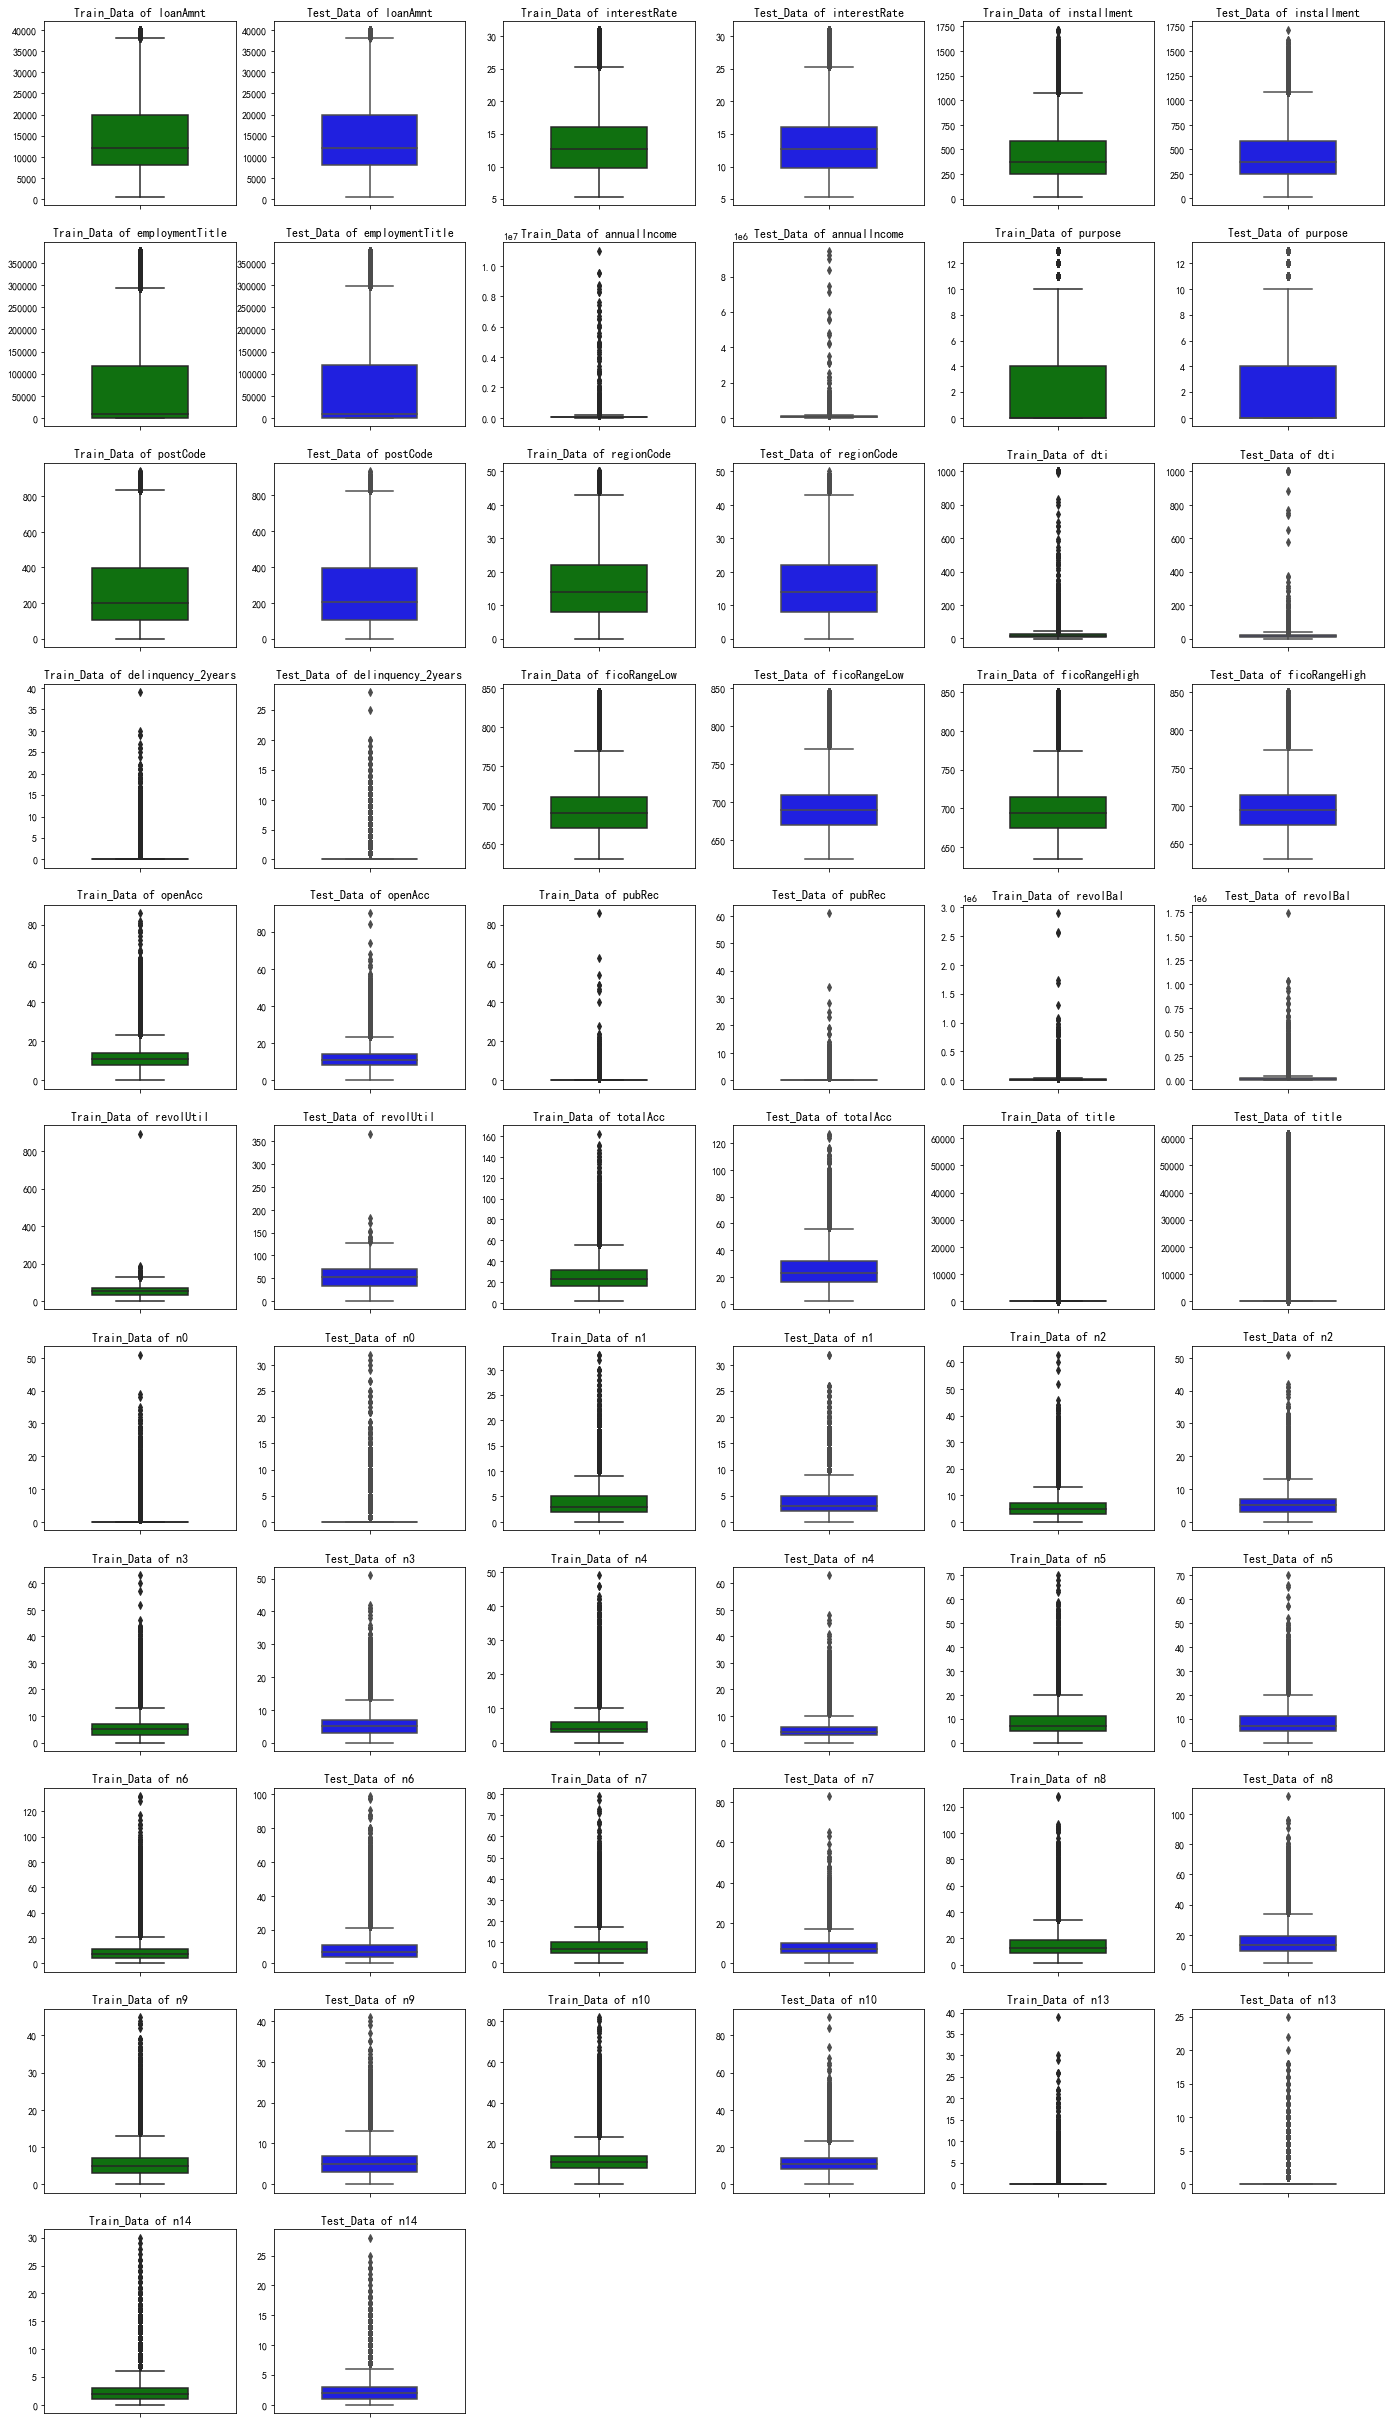 Train_Data of loanAmnt
40000 35000 30000 25000 20000 15000 10000 5000 0
Test_Data of loanAmnt
40000 35000 30000 25000 20000 15000 10000 5000 0
Train_Data of interestRate
30 25 20 15 10 5
Test_Data of interestRate
30 25 20 15 10 5
Train_Data of installment
1750 1500 1250 1000 750 500 250 0
Test_Data of installment
1750 1500 1250 1000 750 500 250 0
Train_Data of employmentTitle
350000 300000 250000 200000 150000 100000 50000 0
Test_Data of employmentTitle
350000 300000 250000 200000 150000 100000 50000 0
1e7 Train_Data of annualIncome
1.0 0.8 0.6 0.4 0.2 0.0
1e6 Test_Data of annualIncome
8 6 4 2 0
Train_Data of purpose
12 10 8 6 4 2 0
Test_Data of purpose
12 10 8 6 4 2 0
Train_Data of postCode
800 600 400 200 0
Test_Data of postCode
800 600 400 200 0
Train_Data of regionCode
50 40 30 20 10 0
Test_Data of regionCode
50 40 30 20 10 0
Train_Data of dti
1000 800 600 400 200 0
Test_Data of dti
1000 800 600 400 200 0
Train_Data of delinquency_2years
40 35 30 25 20 15 10 5 0
Test_Data of delinquency_2years
25 20 15 10 5 0
Train_Data of ficoRangeLow
850 800 750 700 650
Test_Data of ficoRangeLow
850 800 750 700 650
Train_Data of ficoRangeHigh
850 800 750 700 650
Test_Data of ficoRangeHigh
850 800 750 700 650
Train_Data of openAcc
80 60 40 20 0
Test_Data of openAcc
80 60 40 20 0
Train_Data of pubRec
80 60 40 20 0
Test_Data of pubRec
60 50 40 30 20 10 0
1e6 Train_Data of revolBal
3.0 2.5 2.0 1.5 1.0 0.5 0.0
1e6 Test_Data of revolBal
1.75 1.50 1.25 1.00 0.75 0.50 0.25 0.00
Train_Data of revolUtil
800 600 400 200 0
Test_Data of revolUtil
350 300 250 200 150 100 50 0
Train_Data of totalAcc
160 140 120 100 80 60 40 20 0
Test_Data of totalAcc
120 100 80 60 40 20 0
Train_Data of title
60000 50000 40000 30000 20000 10000 0
Test_Data of title
60000 50000 40000 30000 20000 10000 0
Train_Data of n0
50 40 30 20 10 0
Test_Data of n0
30 25 20 15 10 5 0
Train_Data of n1
30 25 20 15 10 5 0
Test_Data of n1
30 25 20 15 10 5 0
Train_Data of n2
60 50 40 30 20 10 0
Test_Data of n2
50 40 30 20 10 0
Train_Data of n3
60 50 40 30 20 10 0
Test_Data of n3
50 40 30 20 10 0
Train_Data of n4
50 40 30 20 10 0
Test_Data of n4
60 50 40 30 20 10 0
Train_Data of n5
70 60 50 40 30 20 10 0
Test_Data of n5
70 60 50 40 30 20 10 0
Train_Data of n6
120 100 80 60 40 20 0
Test_Data of n6
100 80 60 40 20 0
Train_Data of n7
80 70 60 50 40 30 20 10 0
Test_Data of n7
80 60 40 20 0
Train_Data of n8
120 100 80 60 40 20 0
Test_Data of n8
100 80 60 40 20 0
Train_Data of n9
40 30 20 10 0
Test_Data of n9
40 30 20 10 0
Train_Data of n10
80 60 40 20 0
Test_Data of n10
80 60 40 20 0
Train_Data of n13
40 35 30 25 20 15 10 5 0
Test_Data of n13
25 20 15 10 5 0
Train_Data of n14
30 25 20 15 10 5 0
Test_Data of n14
25 20 15 10 5 0